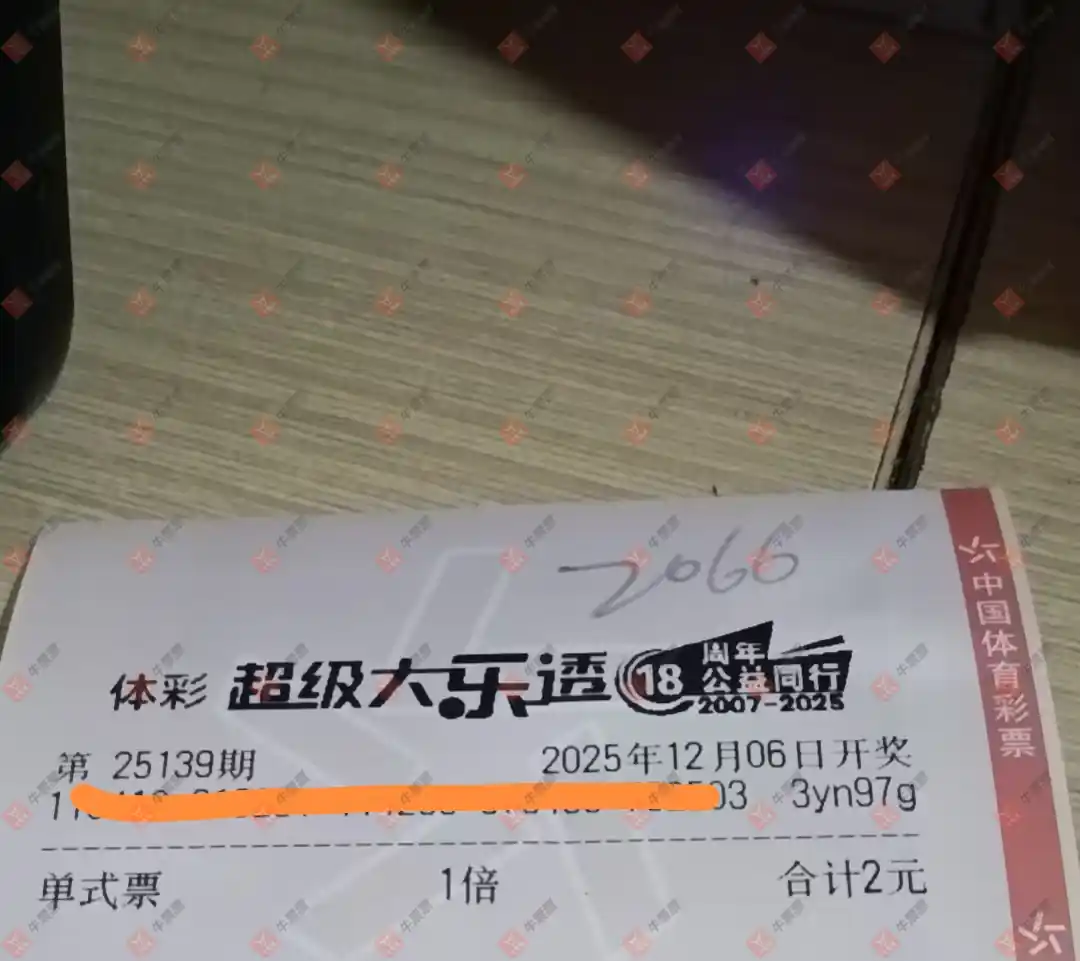 2066
体彩 超级大乐透 18 周年 公益同行 2007-2025
第 25139期 2025年12月06日开奖
03 3yn97g
单式票 1倍 合计2元
中国体育彩票